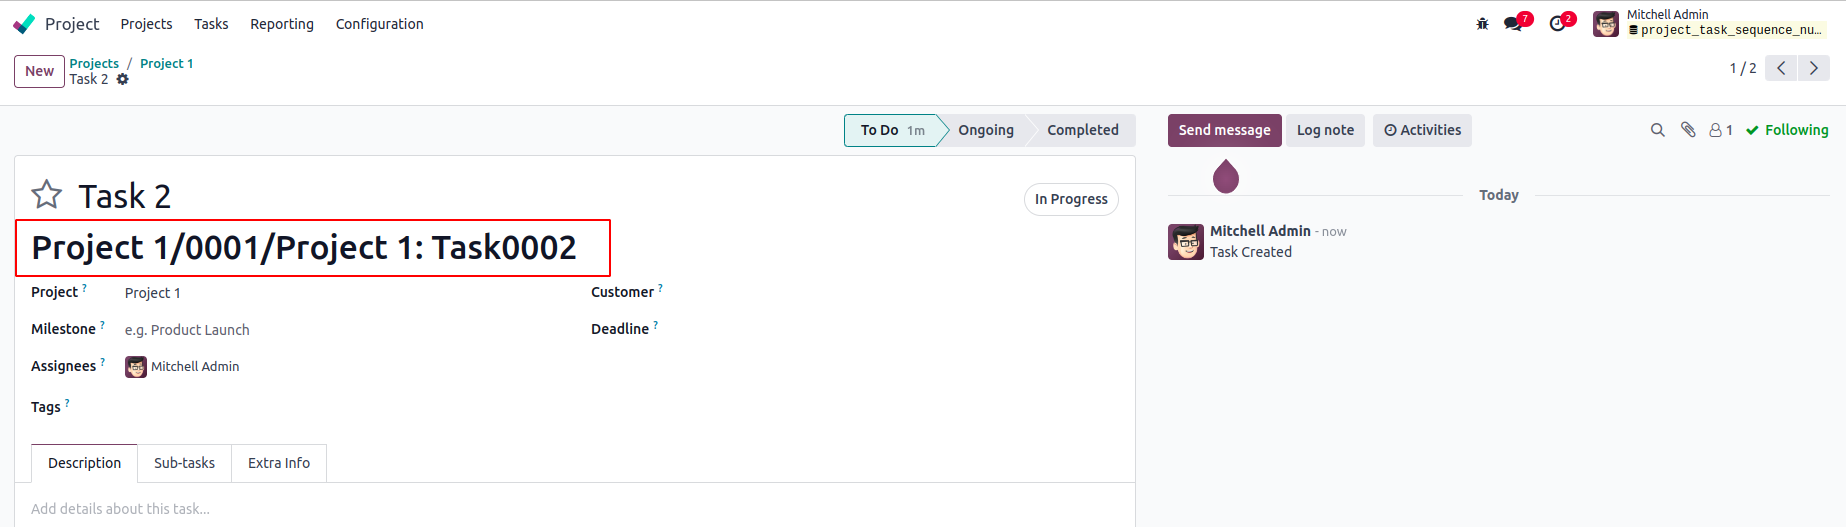 Project Projects Tasks Reporting Configuration 7 2 Mitchell Admin
project_task_sequence_nu...
New Projects / Project 1 1 / 2
Task 2
To Do 1m Ongoing Completed Send message Log note Activities 1 Following
Task 2 In Progress
Today
Project 1/0001/Project 1: Task0002
Mitchell Admin - now
Task Created
Project ? Project 1 Customer ?
Milestone ? e.g. Product Launch Deadline ?
Assignees ? Mitchell Admin
Tags ?
Description Sub-tasks Extra Info
Add details about this task...